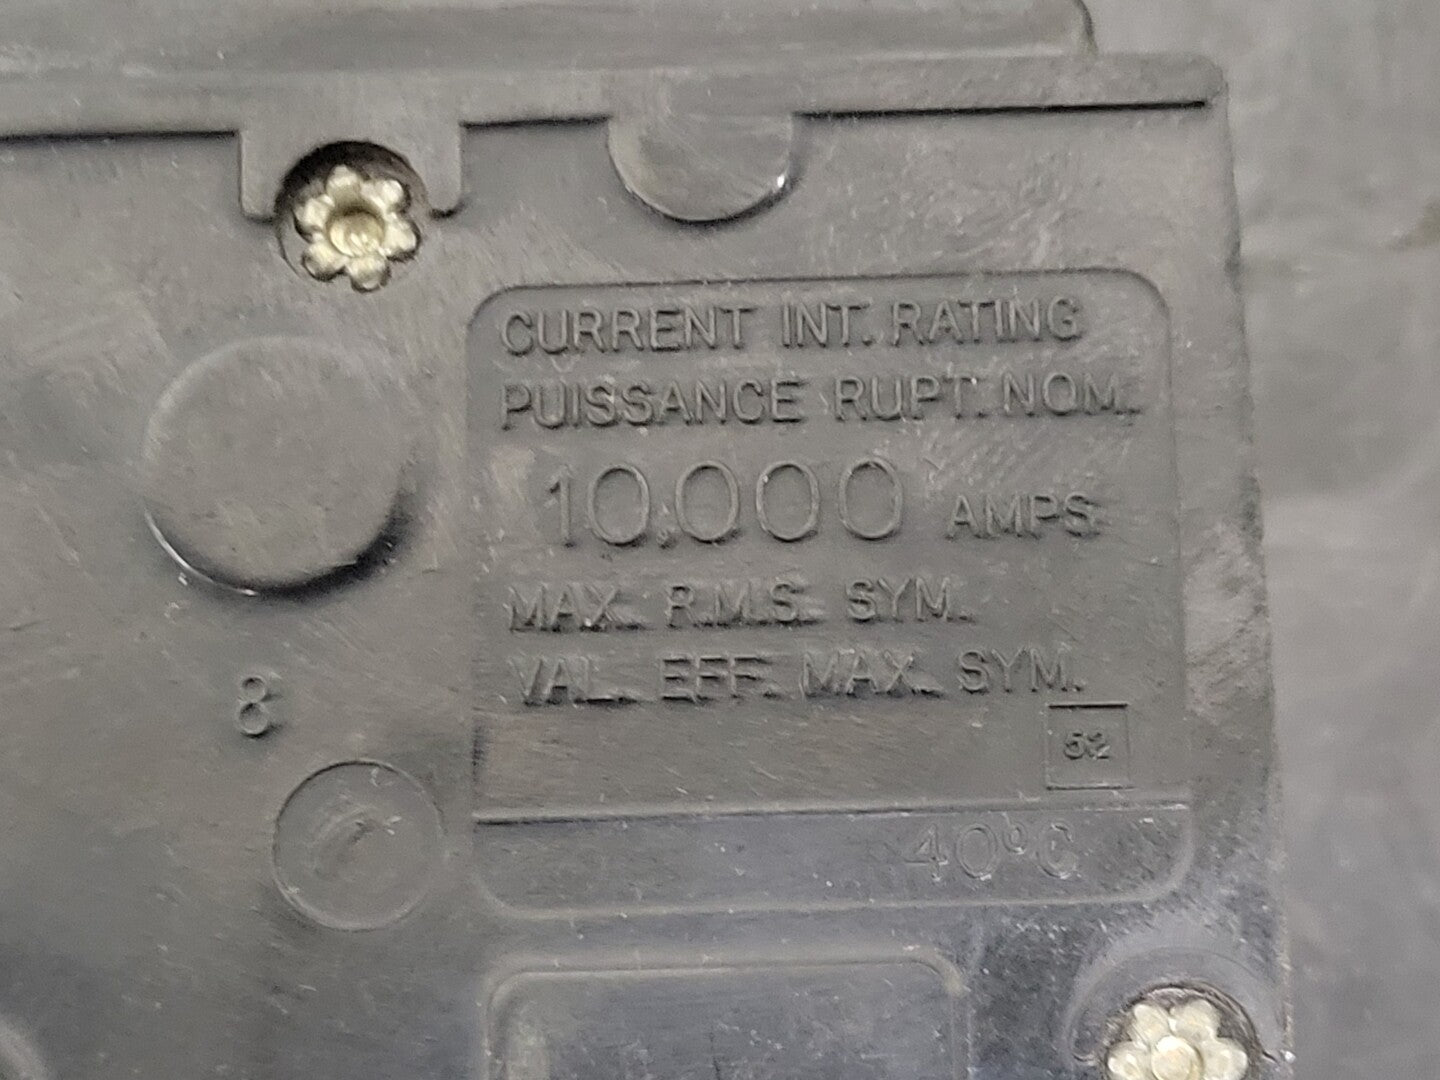 CURRENT INT. RATING
PUISSANCE RUPT. NOM.
10,000 AMPS
MAX. R.M.S. SYM.
VAL. EFF. MAX. SYM.
8
52
40°C